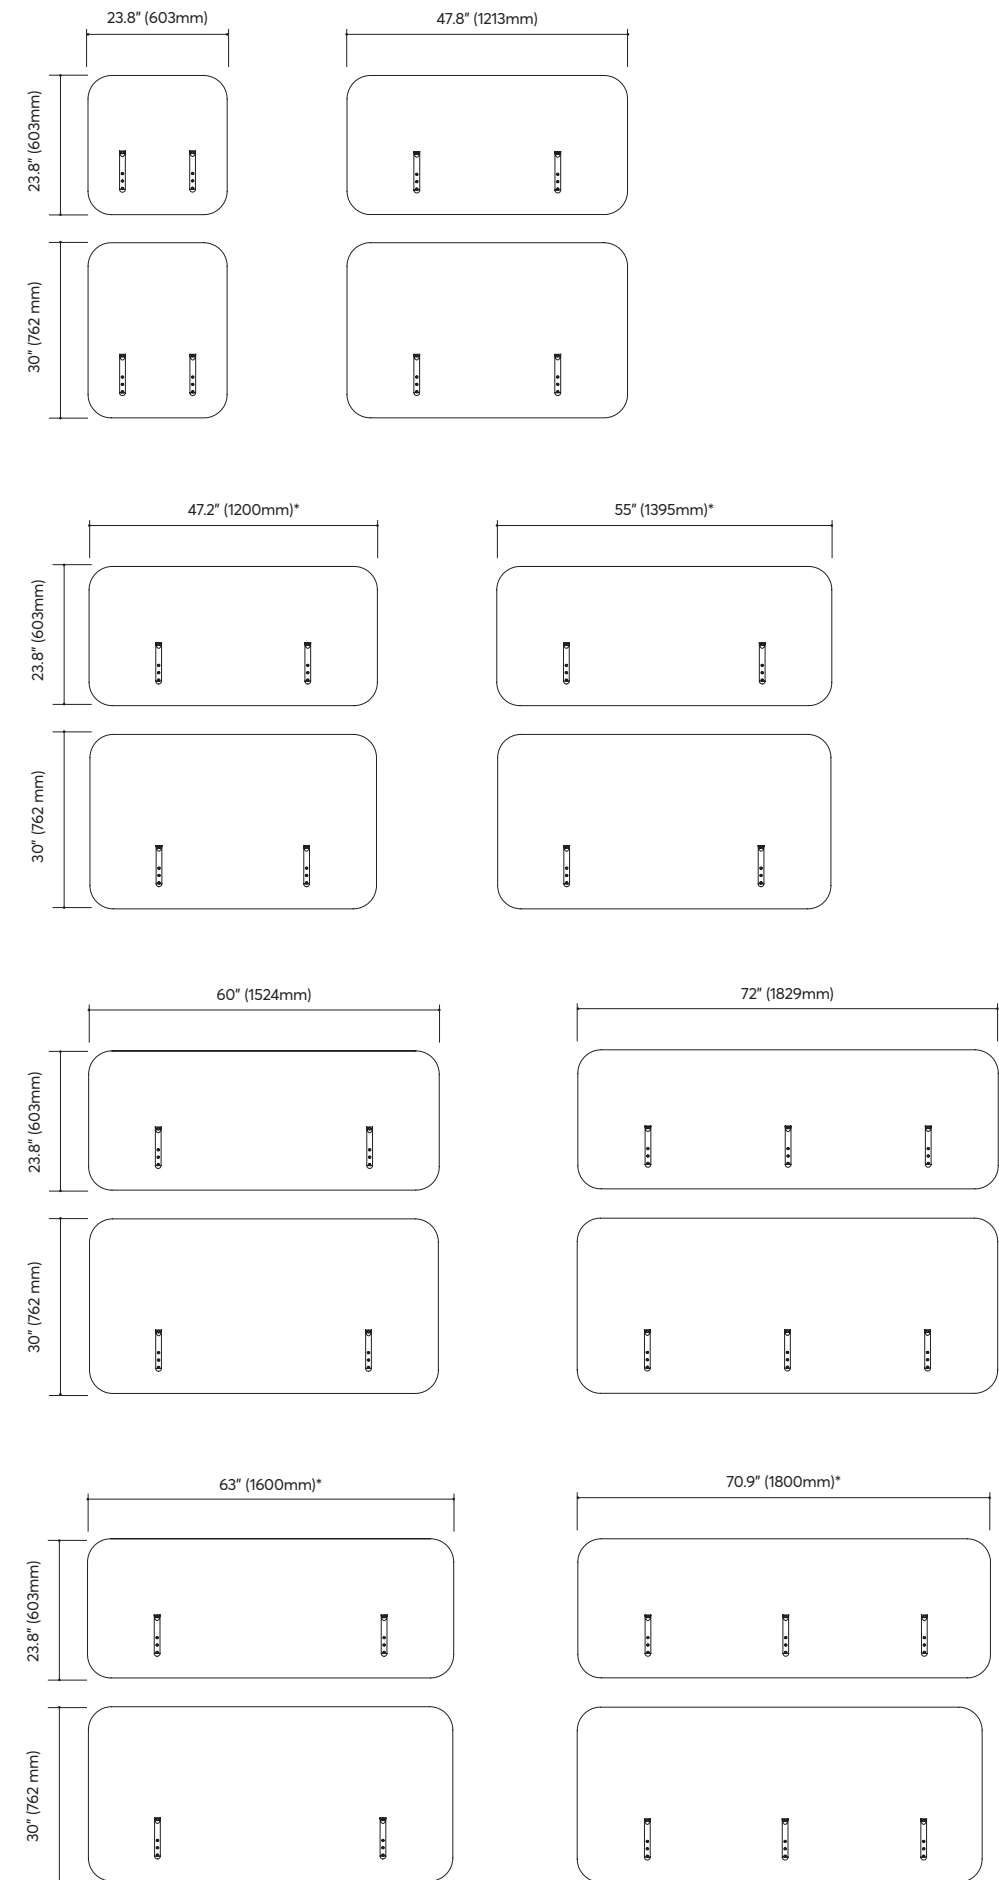 23.8" (603mm)
47.8" (1213mm)
23.8" (603mm)
30" (762 mm)
47.2" (1200mm)*
55" (1395mm)*
23.8" (603mm)
30" (762 mm)
60" (1524mm)
72" (1829mm)
23.8" (603mm)
30" (762 mm)
63" (1600mm)*
70.9" (1800mm)*
23.8" (603mm)
30" (762 mm)